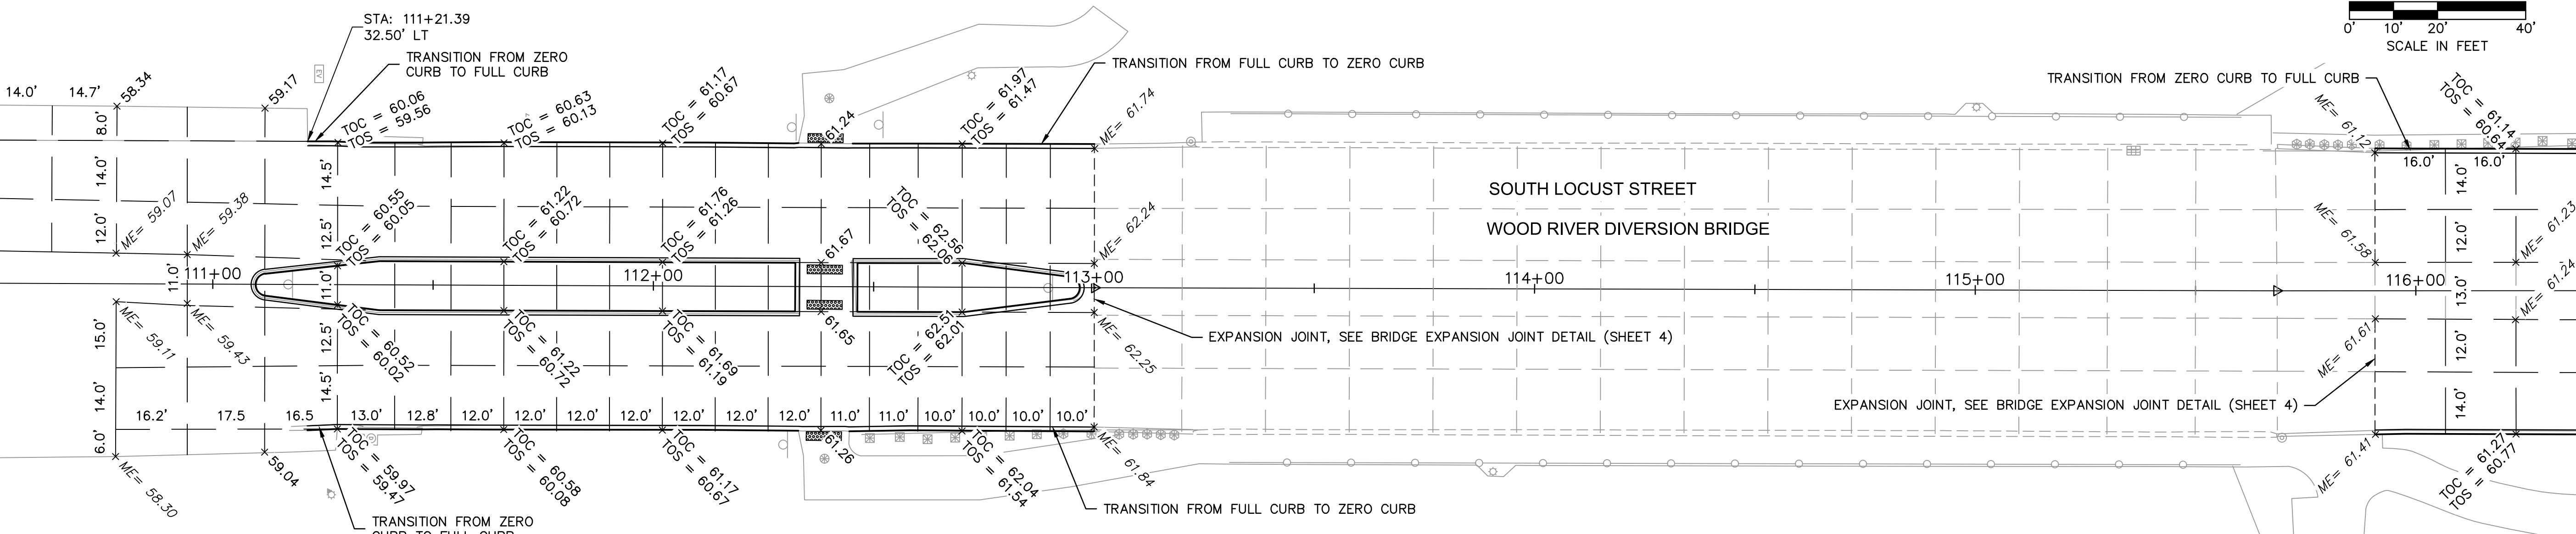 STA: 111+21.39
32.50' LT
TRANSITION FROM ZERO
CURB TO FULL CURB
EV
14.0'
14.7'
58.34
59.17
TOC = 60.06
TOS = 59.56
TOC = 60.63
TOS = 60.13
TOC = 61.17
TOS = 60.67
61.24
TOC = 61.97
TOS = 61.47
TRANSITION FROM FULL CURB TO ZERO CURB
ME= 61.74
TRANSITION FROM ZERO CURB TO FULL CURB
0'
10'
20'
40'
SCALE IN FEET
ME= 61.12
TOC = 61.14
TOS = 60.64
16.0'
16.0'
8.0'
14.0'
12.0'
11.0'
15.0'
14.0'
6.0'
ME= 59.07
ME= 59.38
14.5'
12.5'
11.0'
12.5'
14.5'
TOC = 60.55
TOS = 60.05
TOC = 61.22
TOS = 60.72
TOC = 61.76
TOS = 61.26
61.67
TOC = 62.56
TOS = 62.06
ME= 62.24
SOUTH LOCUST STREET
WOOD RIVER DIVERSION BRIDGE
ME= 61.58
14.0'
12.0'
13.0'
12.0'
14.0'
ME= 61.23
ME= 61.24
111+00
112+00
113+00
114+00
115+00
116+00
ME= 59.11
ME= 59.43
TOC = 60.52
TOS = 60.02
TOC = 61.22
TOS = 60.72
TOC = 61.69
TOS = 61.19
61.65
TOC = 62.51
TOS = 62.01
ME= 62.25
EXPANSION JOINT, SEE BRIDGE EXPANSION JOINT DETAIL (SHEET 4)
ME= 61.61
EXPANSION JOINT, SEE BRIDGE EXPANSION JOINT DETAIL (SHEET 4)
16.2'
17.5
16.5
13.0'
12.8'
12.0'
12.0'
12.0'
12.0'
12.0'
12.0'
12.0'
11.0'
11.0'
10.0'
10.0'
10.0'
10.0'
ME= 58.30
59.04
TOC = 59.97
TOS = 59.47
TOC = 60.58
TOS = 60.08
TOC = 61.17
TOS = 60.67
61.26
TOC = 62.04
TOS = 61.54
ME= 61.84
ME= 61.41
TOC = 61.27
TOS = 60.77
TRANSITION FROM FULL CURB TO ZERO CURB
TRANSITION FROM ZERO
CURB TO FULL CURB